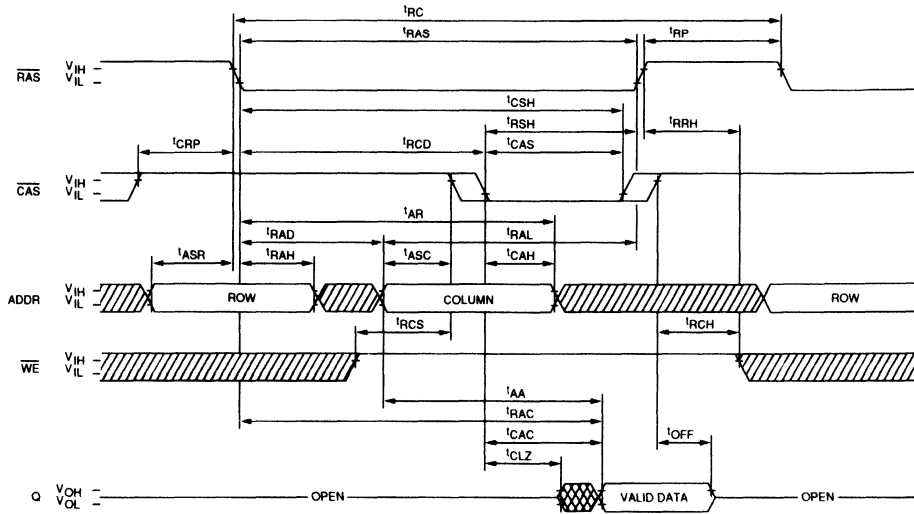 tRC
tRAS
tRP
RAS VIH
VIL
tCSH
tRSH
tRRH
tCRP
tRCD
tCAS
CAS VIH
VIL
tAR
tRAD
tRAL
tASR
tRAH
tASC
tCAH
ADDR VIH
VIL
ROW
COLUMN
ROW
tRCS
tRCH
WE VIH
VIL
tAA
tRAC
tCAC
tOFF
tCLZ
Q VOH
VOL
OPEN
VALID DATA
OPEN